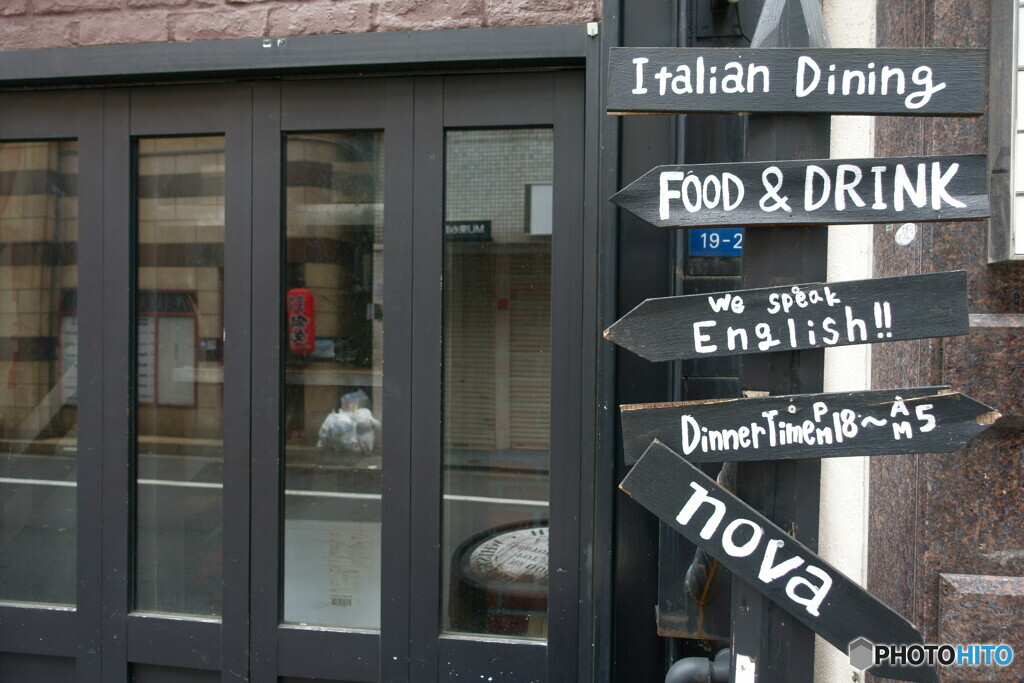 Italian Dining
FOOD & DRINK
19-2
We speak
English!!
DinnerTime PM18~AM5
nova
PHOTOHITO